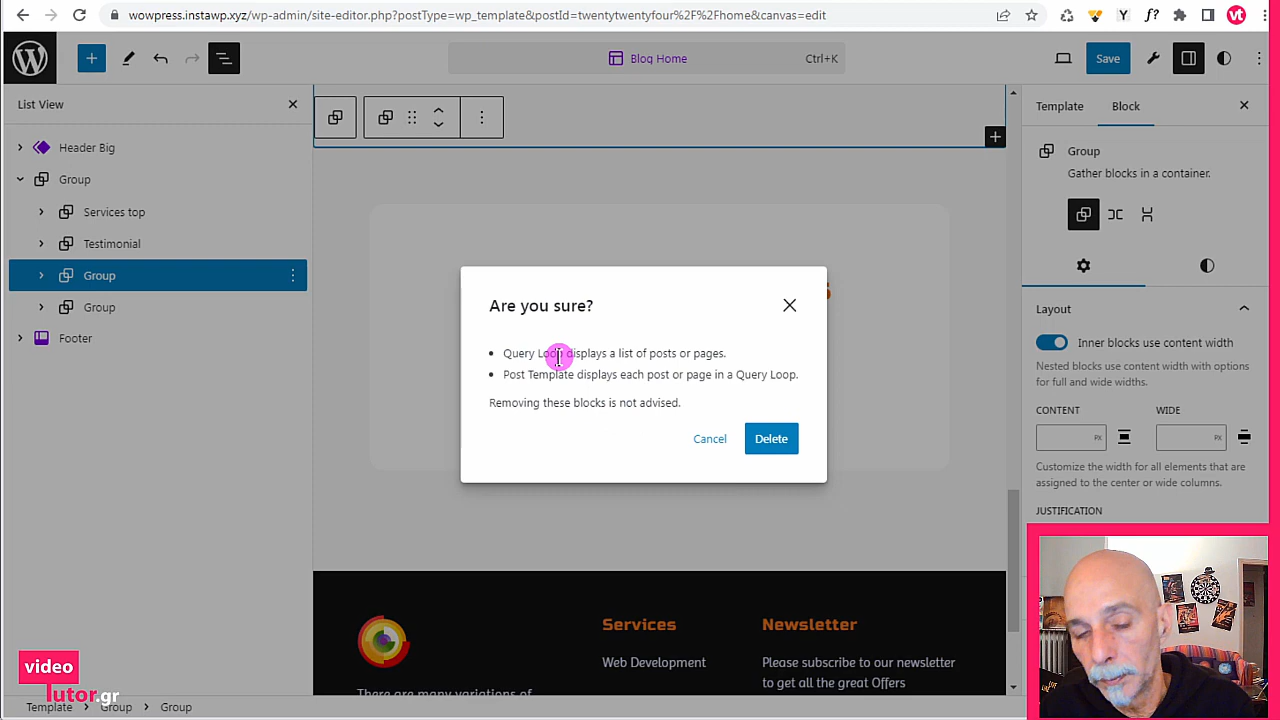 wowpress.instawp.xyz/wp-admin/site-editor.php?postType=wp_template&postId=twentytwentyfour%2F%2Fhome&canvas=edit
Blog Home
Ctrl+K
Save
List View
Template
Block
Header Big
Group
Services top
Testimonial
Group
Group
Footer
Group
Gather blocks in a container.
Layout
Inner blocks use content width
Nested blocks use content width with options
for full and wide widths.
CONTENT
WIDE
PX
PX
Customize the width for all elements that are
assigned to the center or wide columns.
JUSTIFICATION
Are you sure?
Query Loop displays a list of posts or pages.
Post Template displays each post or page in a Query Loop.
Removing these blocks is not advised.
Cancel
Delete
Services
Newsletter
Web Development
Please subscribe to our newsletter
to get all the great Offers
There are many variations of
video
tutor.gr
Template
Group
Group